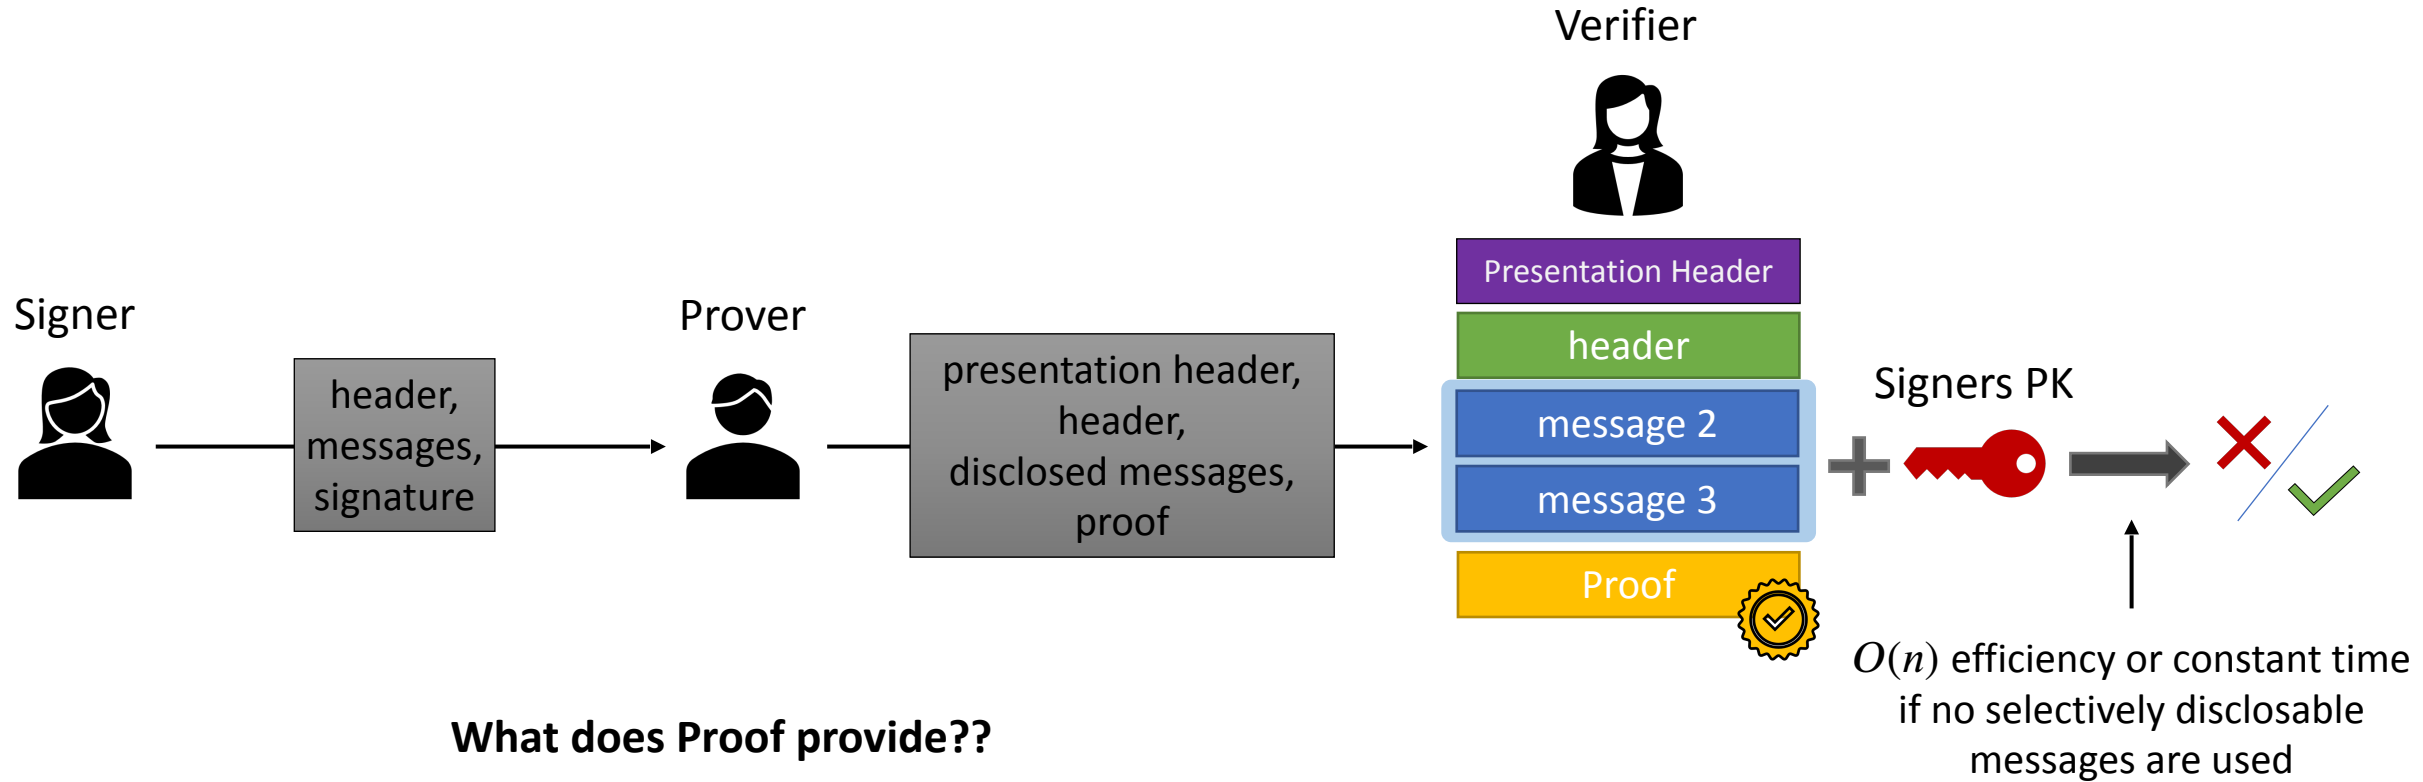 Verifier
Signer
header,
messages,
signature
Prover
presentation header,
header,
disclosed messages,
proof
Presentation Header
header
message 2
message 3
Proof
Signers PK
O(n) efficiency or constant time
if no selectively disclosable
messages are used
What does Proof provide??